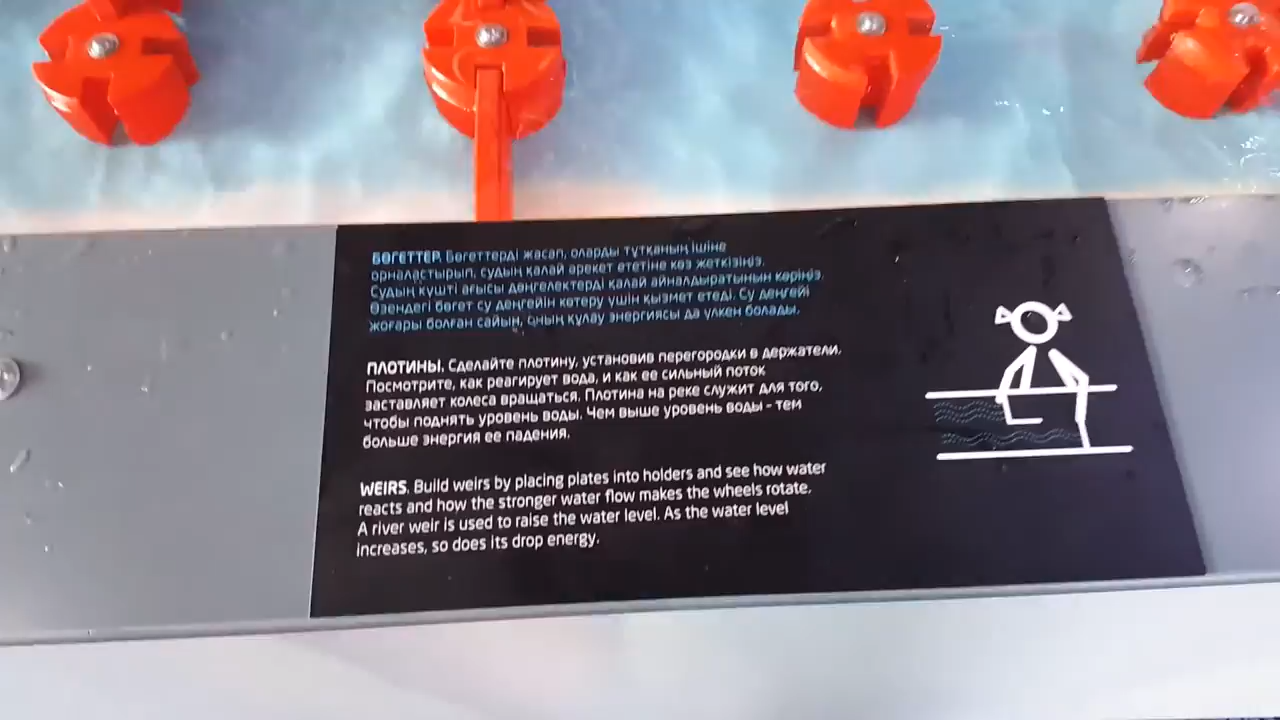 БӨГЕТТЕР. Бөгеттерді жасап, оларды тұтқаның ішіне
орналастырып, судың қалай әрекет ететіне көз жеткізіңіз.
Судың күшті ағысы дөңгелектерді қалай айналдыратынын көріңіз.
Өзендегі бөгет су деңгейін көтеру үшін қызмет етеді. Су деңгейі
жоғары болған сайын, оның құлау энергиясы да үлкен болады.
ПЛОТИНЫ. Сделайте плотину, установив перегородки в держатели.
Посмотрите, как реагирует вода, и как ее сильный поток
заставляет колеса вращаться. Плотина на реке служит для того,
чтобы поднять уровень воды. Чем выше уровень воды - тем
больше энергия ее падения.
WEIRS. Build weirs by placing plates into holders and see how water
reacts and how the stronger water flow makes the wheels rotate.
A river weir is used to raise the water level. As the water level
increases, so does its drop energy.